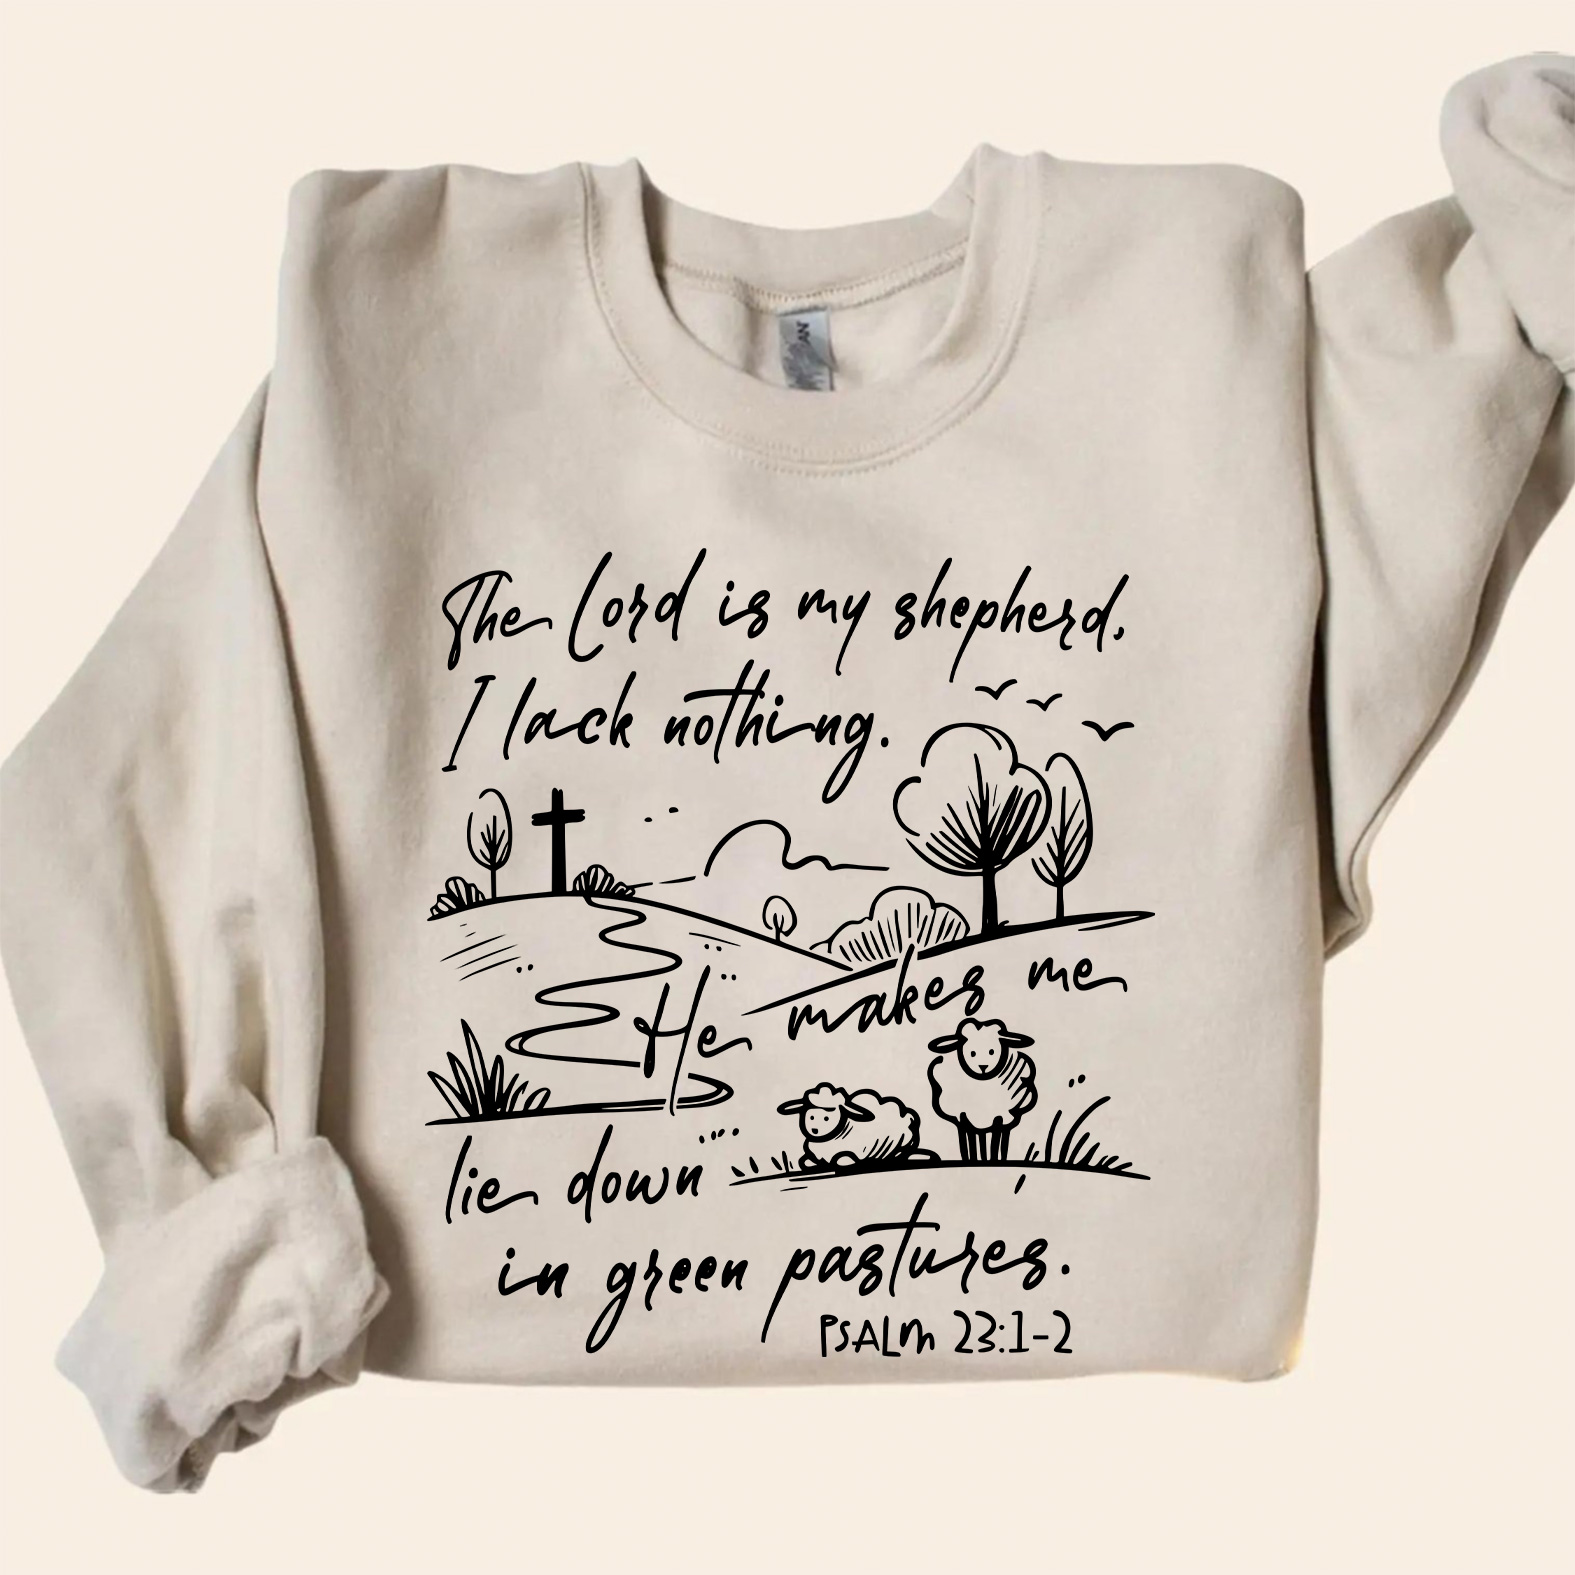 The Lord is my shepherd,
I lack nothing.
He makes me
lie down
in green pastures.
PSALM 23:1-2